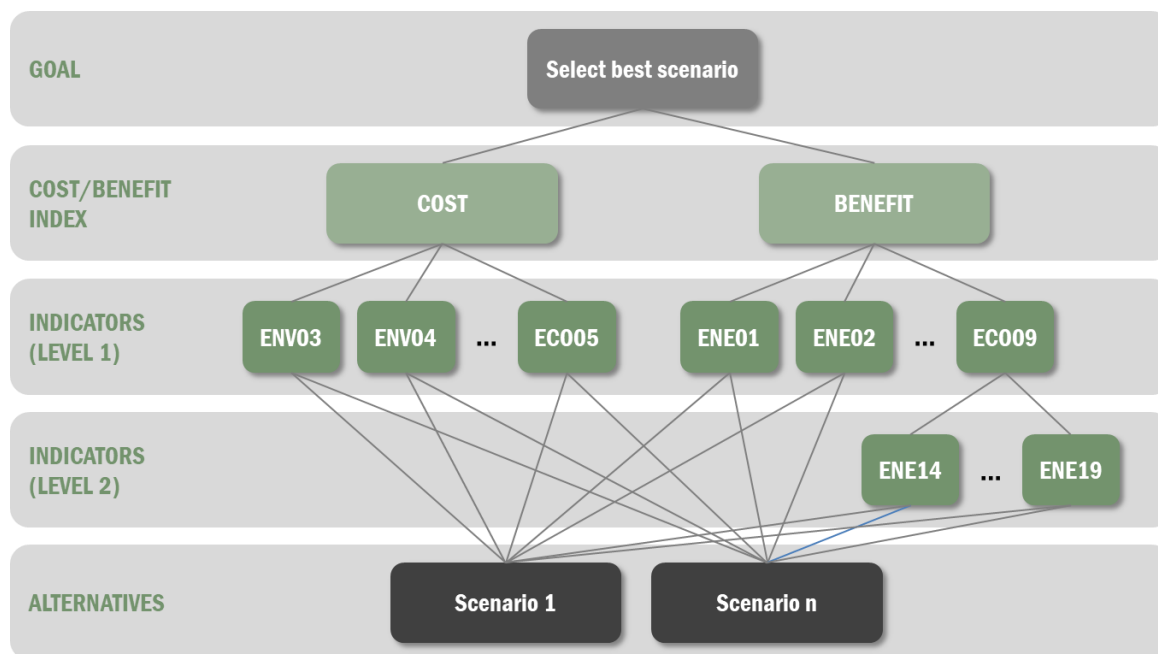 GOAL
Select best scenario
COST/BENEFIT
INDEX
COST
BENEFIT
INDICATORS
(LEVEL 1)
ENV03
ENV04
...
ECO05
ENE01
ENE02
...
ECO09
INDICATORS
(LEVEL 2)
ENE14
...
ENE19
ALTERNATIVES
Scenario 1
Scenario n